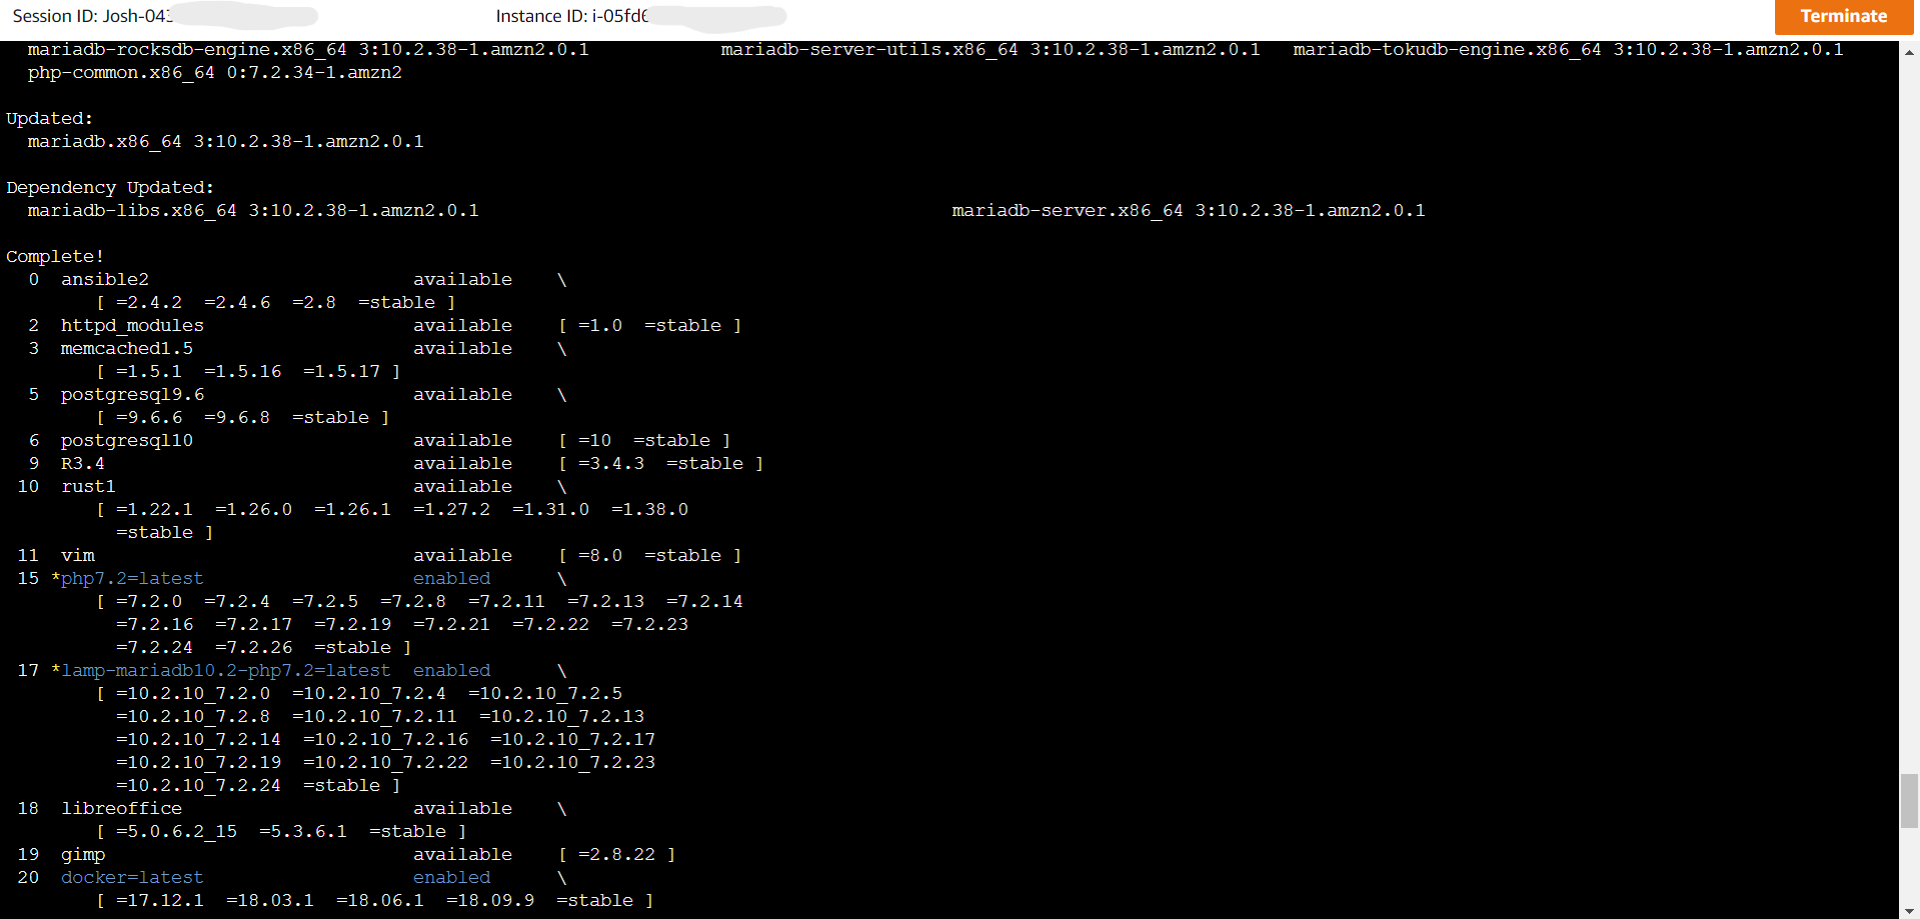 Session ID: Josh-043 Instance ID: i-05fd6 Terminate
mariadb-rocksdb-engine.x86_64 3:10.2.38-1.amzn2.0.1 mariadb-server-utils.x86_64 3:10.2.38-1.amzn2.0.1 mariadb-tokudb-engine.x86_64 3:10.2.38-1.amzn2.0.1
php-common.x86_64 0:7.2.34-1.amzn2
Updated:
mariadb.x86_64 3:10.2.38-1.amzn2.0.1
Dependency Updated:
mariadb-libs.x86_64 3:10.2.38-1.amzn2.0.1 mariadb-server.x86_64 3:10.2.38-1.amzn2.0.1
Complete!
0 ansible2 available \
[ =2.4.2 =2.4.6 =2.8 =stable ]
2 httpd_modules available [ =1.0 =stable ]
3 memcached1.5 available \
[ =1.5.1 =1.5.16 =1.5.17 ]
5 postgresql9.6 available \
[ =9.6.6 =9.6.8 =stable ]
6 postgresql10 available [ =10 =stable ]
9 R3.4 available [ =3.4.3 =stable ]
10 rust1 available \
[ =1.22.1 =1.26.0 =1.26.1 =1.27.2 =1.31.0 =1.38.0
=stable ]
11 vim available [ =8.0 =stable ]
15 *php7.2=latest enabled \
[ =7.2.0 =7.2.4 =7.2.5 =7.2.8 =7.2.11 =7.2.13 =7.2.14
=7.2.16 =7.2.17 =7.2.19 =7.2.21 =7.2.22 =7.2.23
=7.2.24 =7.2.26 =stable ]
17 *lamp-mariadb10.2-php7.2=latest enabled \
[ =10.2.10_7.2.0 =10.2.10_7.2.4 =10.2.10_7.2.5
=10.2.10_7.2.8 =10.2.10_7.2.11 =10.2.10_7.2.13
=10.2.10_7.2.14 =10.2.10_7.2.16 =10.2.10_7.2.17
=10.2.10_7.2.19 =10.2.10_7.2.22 =10.2.10_7.2.23
=10.2.10_7.2.24 =stable ]
18 libreoffice available \
[ =5.0.6.2_15 =5.3.6.1 =stable ]
19 gimp available [ =2.8.22 ]
20 docker=latest enabled \
[ =17.12.1 =18.03.1 =18.06.1 =18.09.9 =stable ]